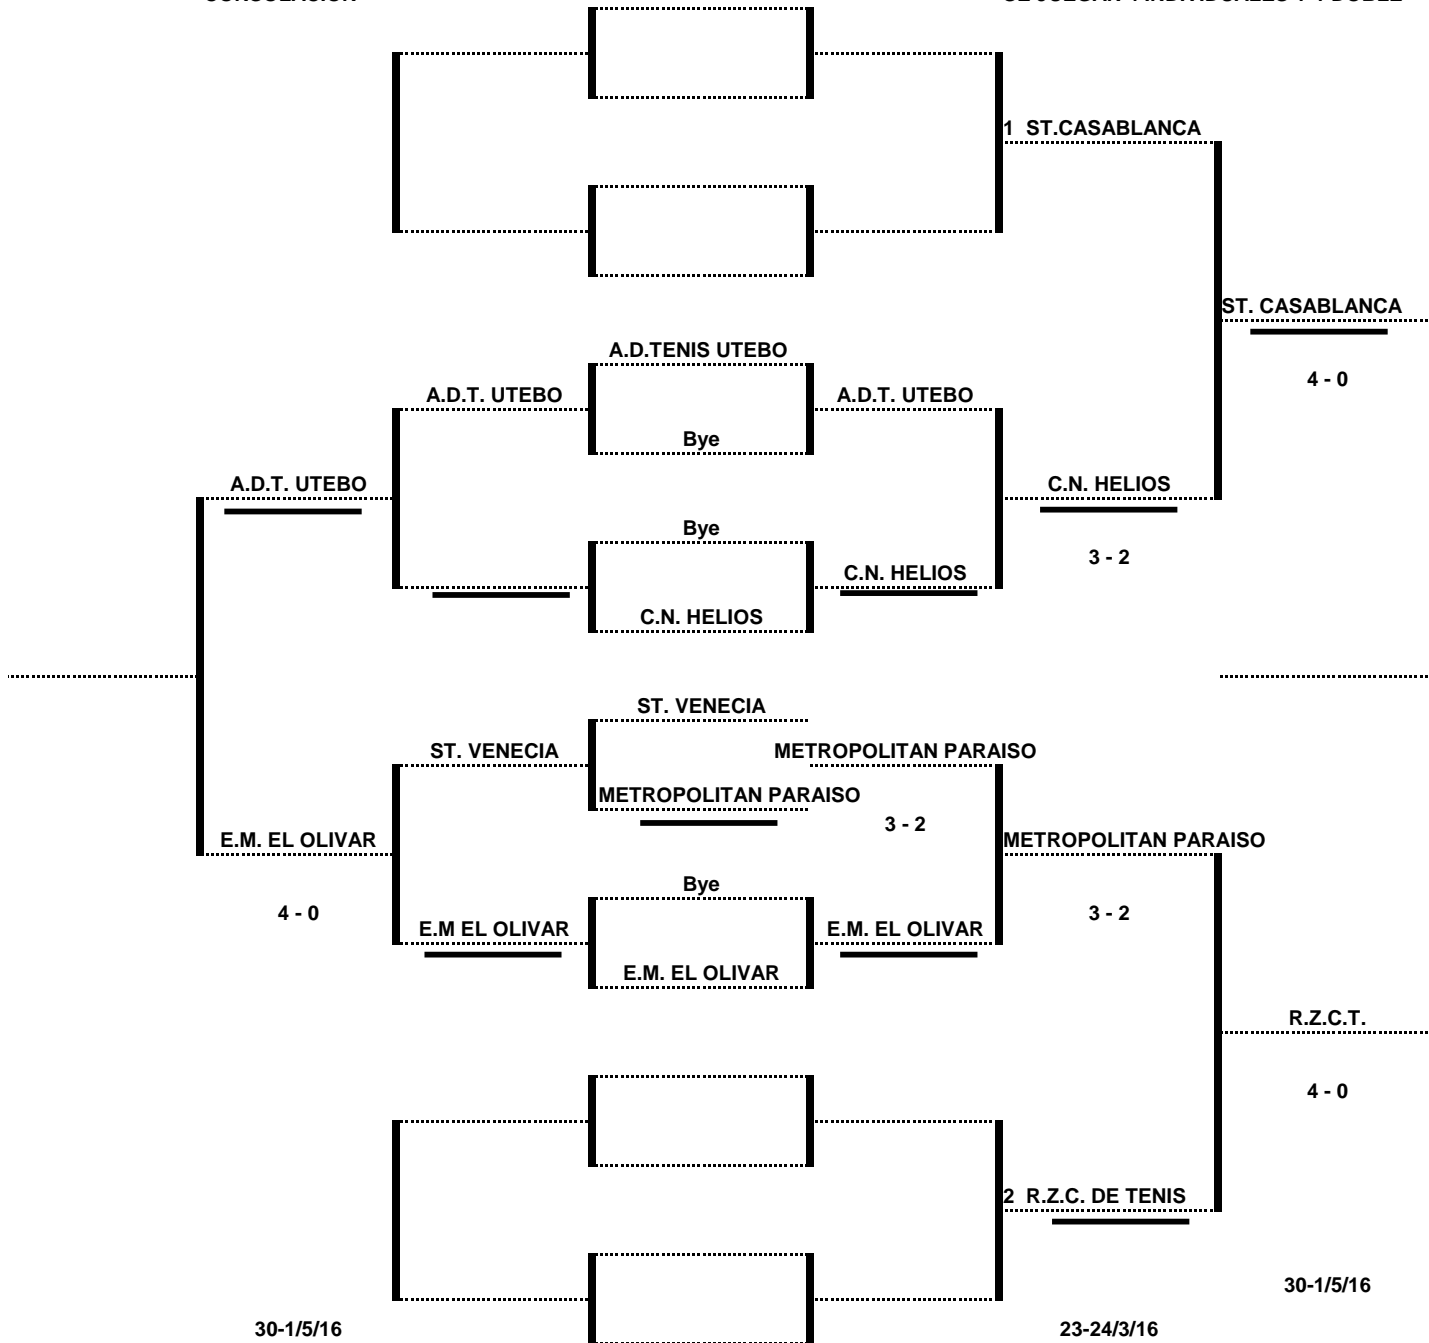 1 ST.CASABLANCA
ST. CASABLANCA
A.D.TENIS UTEBO
4 - 0
A.D.T. UTEBO
A.D.T. UTEBO
Bye
A.D.T. UTEBO
C.N. HELIOS
Bye
3 - 2
C.N. HELIOS
C.N. HELIOS
ST. VENECIA
ST. VENECIA
METROPOLITAN PARAISO
METROPOLITAN PARAISO
3 - 2
E.M. EL OLIVAR
METROPOLITAN PARAISO
Bye
4 - 0
3 - 2
E.M EL OLIVAR
E.M. EL OLIVAR
E.M. EL OLIVAR
R.Z.C.T.
4 - 0
2 R.Z.C. DE TENIS
30-1/5/16
30-1/5/16
23-24/3/16